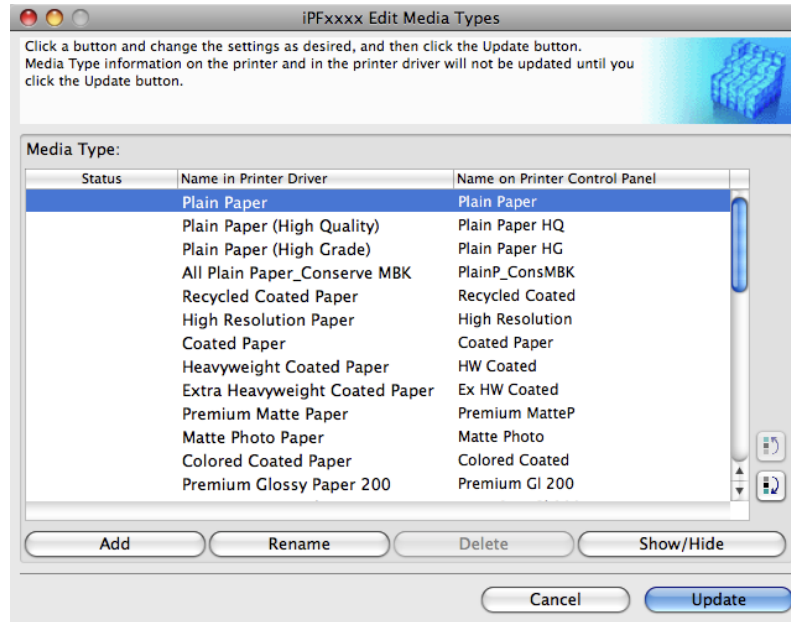 iPFxxxx Edit Media Types
Click a button and change the settings as desired, and then click the Update button.
Media Type information on the printer and in the printer driver will not be updated until you
click the Update button.
Media Type:
Status Name in Printer Driver Name on Printer Control Panel
Plain Paper Plain Paper
Plain Paper (High Quality) Plain Paper HQ
Plain Paper (High Grade) Plain Paper HG
All Plain Paper_Conserve MBK PlainP_ConsMBK
Recycled Coated Paper Recycled Coated
High Resolution Paper High Resolution
Coated Paper Coated Paper
Heavyweight Coated Paper HW Coated
Extra Heavyweight Coated Paper Ex HW Coated
Premium Matte Paper Premium MatteP
Matte Photo Paper Matte Photo
Colored Coated Paper Colored Coated
Premium Glossy Paper 200 Premium Gl 200
Add Rename Delete Show/Hide
Cancel Update